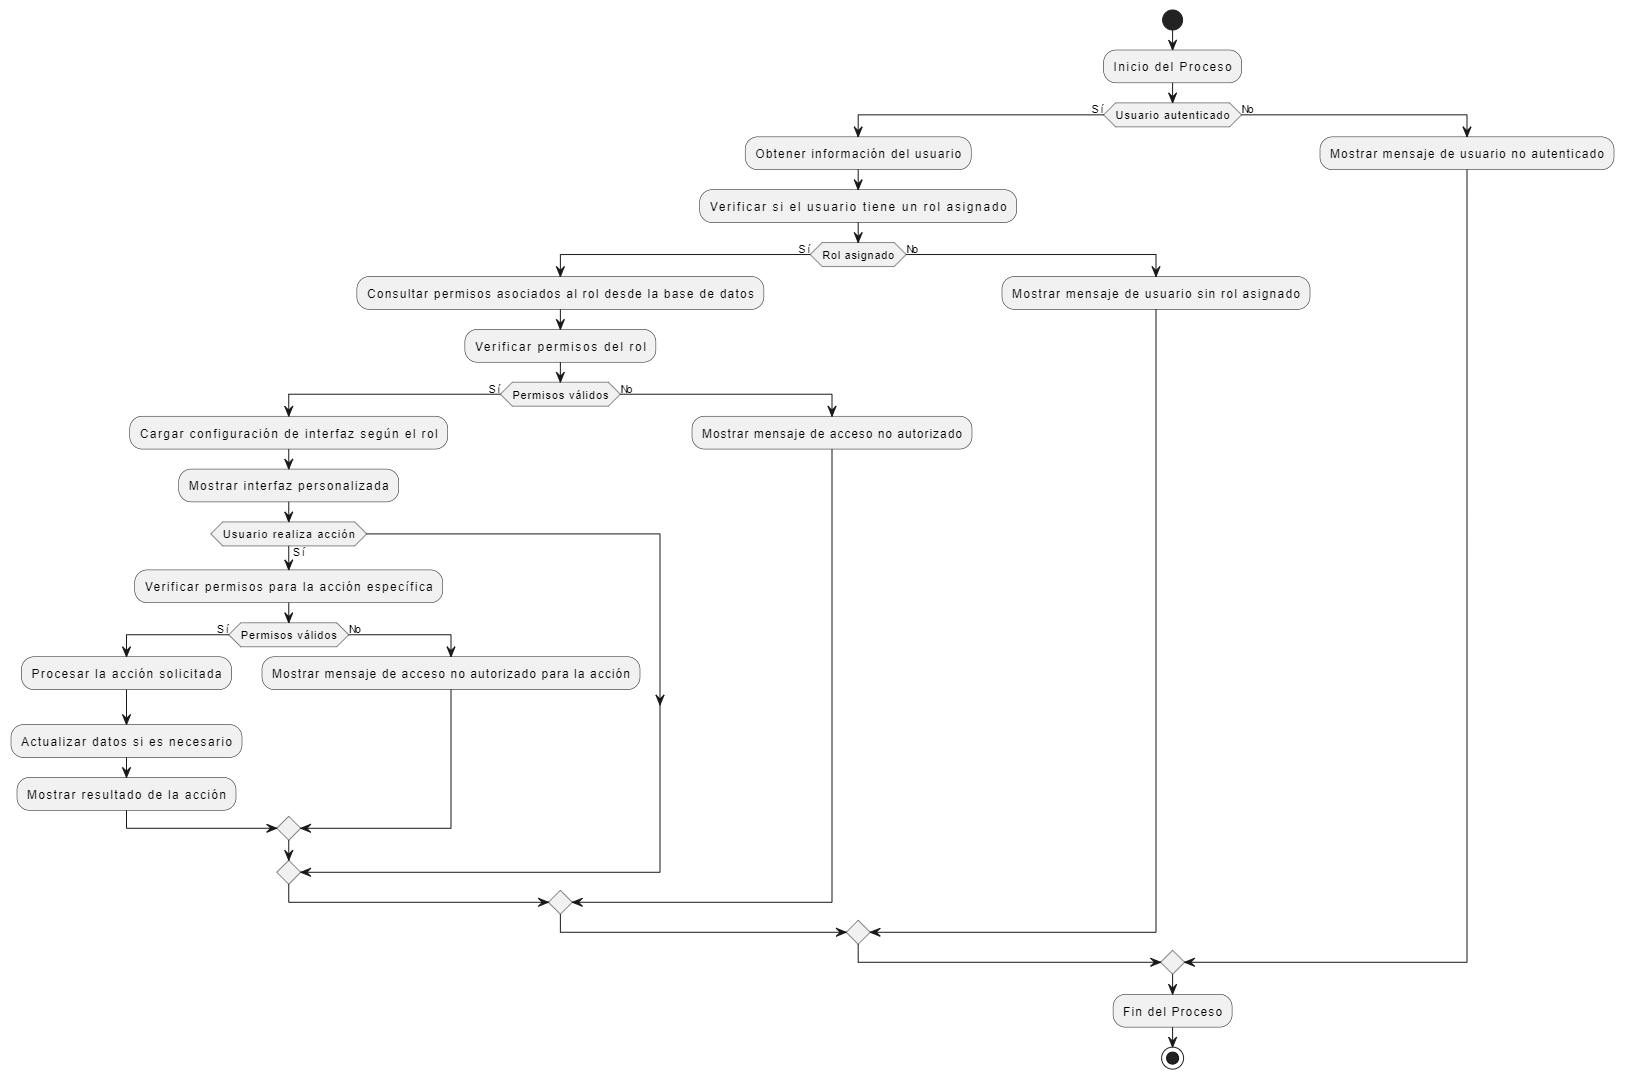 Inicio del Proceso
Sí
Usuario autenticado
No
Obtener información del usuario
Mostrar mensaje de usuario no autenticado
Verificar si el usuario tiene un rol asignado
Sí
Rol asignado
No
Consultar permisos asociados al rol desde la base de datos
Mostrar mensaje de usuario sin rol asignado
Verificar permisos del rol
Sí
Permisos válidos
No
Cargar configuración de interfaz según el rol
Mostrar mensaje de acceso no autorizado
Mostrar interfaz personalizada
Usuario realiza acción
Sí
Verificar permisos para la acción específica
Sí
Permisos válidos
No
Procesar la acción solicitada
Mostrar mensaje de acceso no autorizado para la acción
Actualizar datos si es necesario
Mostrar resultado de la acción
Fin del Proceso